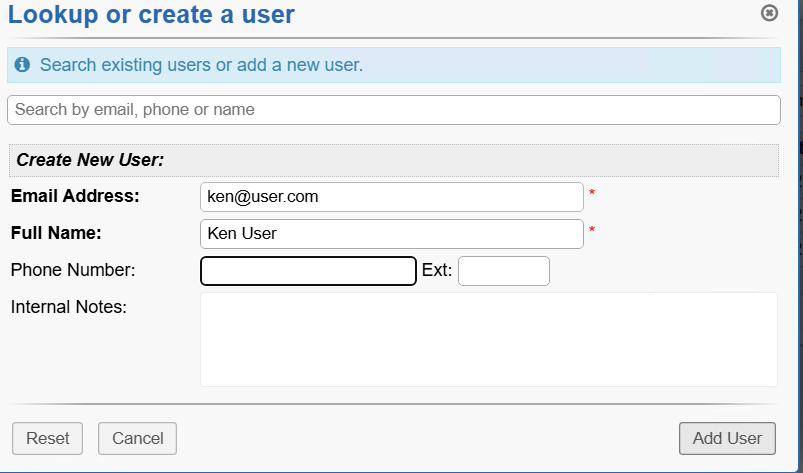 Lookup or create a user
Search existing users or add a new user.
Search by email, phone or name
Create New User:
Email Address: ken@user.com *
Full Name: Ken User *
Phone Number: Ext:
Internal Notes:
Reset Cancel Add User